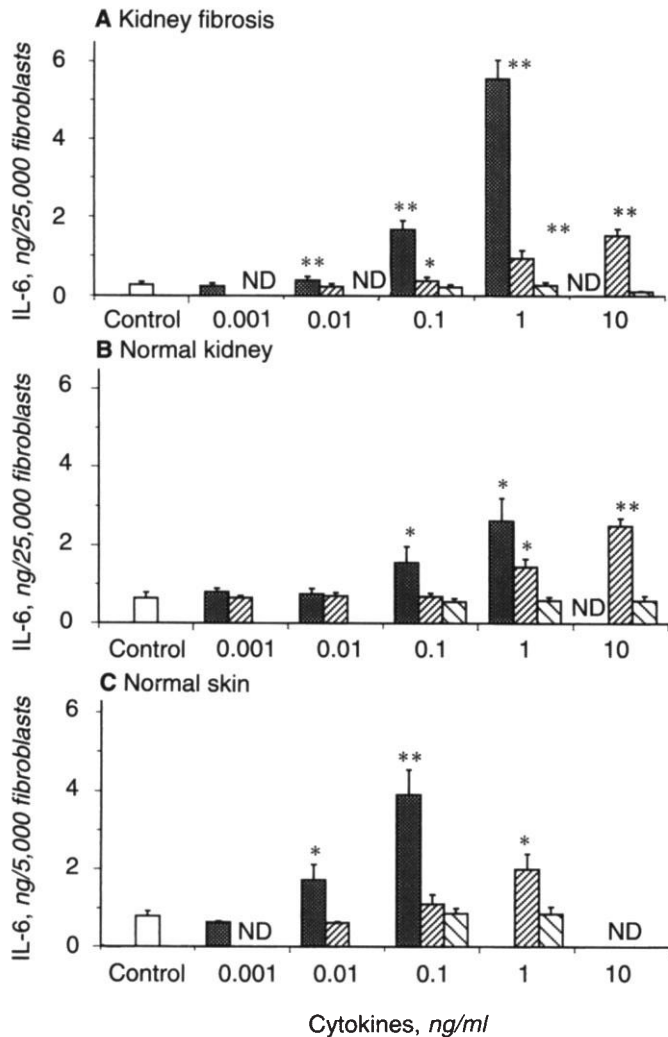 A Kidney fibrosis
IL-6, ng/25,000 fibroblasts
6
4
2
0
** ** * ** ** **
ND ND ND
Control 0.001 0.01 0.1 1 10
B Normal kidney
IL-6, ng/25,000 fibroblasts
6
4
2
0
* * * **
ND
Control 0.001 0.01 0.1 1 10
C Normal skin
IL-6, ng/5,000 fibroblasts
6
4
2
0
* ** *
ND ND
Control 0.001 0.01 0.1 1 10
Cytokines, ng/ml